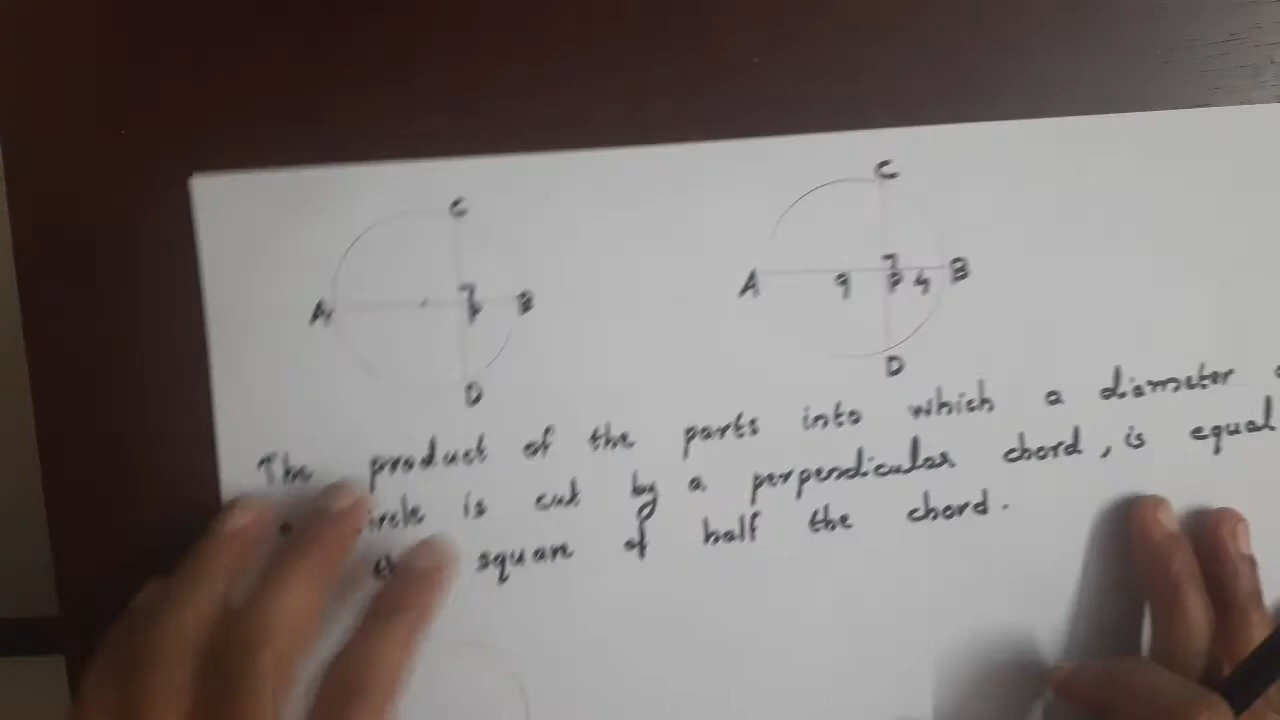 C
C
A
P
B
A
9
P
4
B
D
D
The product of the parts into which a diameter
circle is cut by a perpendicular chord, is equal
the square of half the chord.